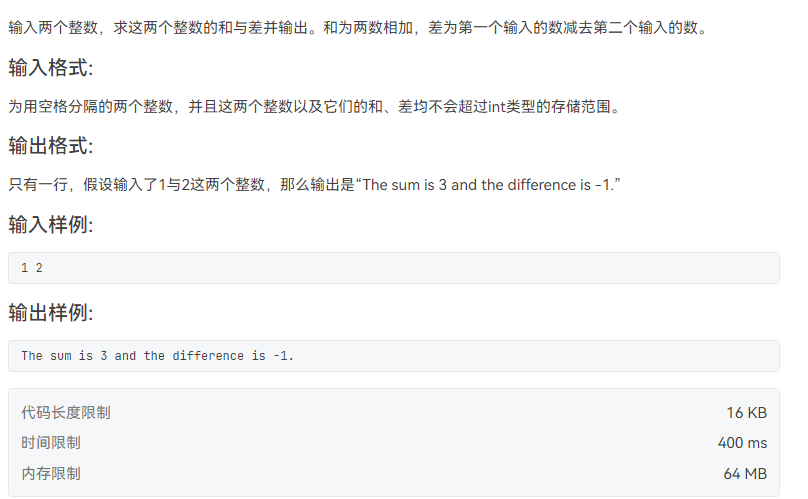 输入两个整数，求这两个整数的和与差并输出。和为两数相加，差为第一个输入的数减去第二个输入的数。
输入格式:
为用空格分隔的两个整数，并且这两个整数以及它们的和、差均不会超过int类型的存储范围。
输出格式:
只有一行，假设输入了1与2这两个整数，那么输出是“The sum is 3 and the difference is -1.”
输入样例:
1 2
输出样例:
The sum is 3 and the difference is -1.
代码长度限制 16 KB
时间限制 400 ms
内存限制 64 MB